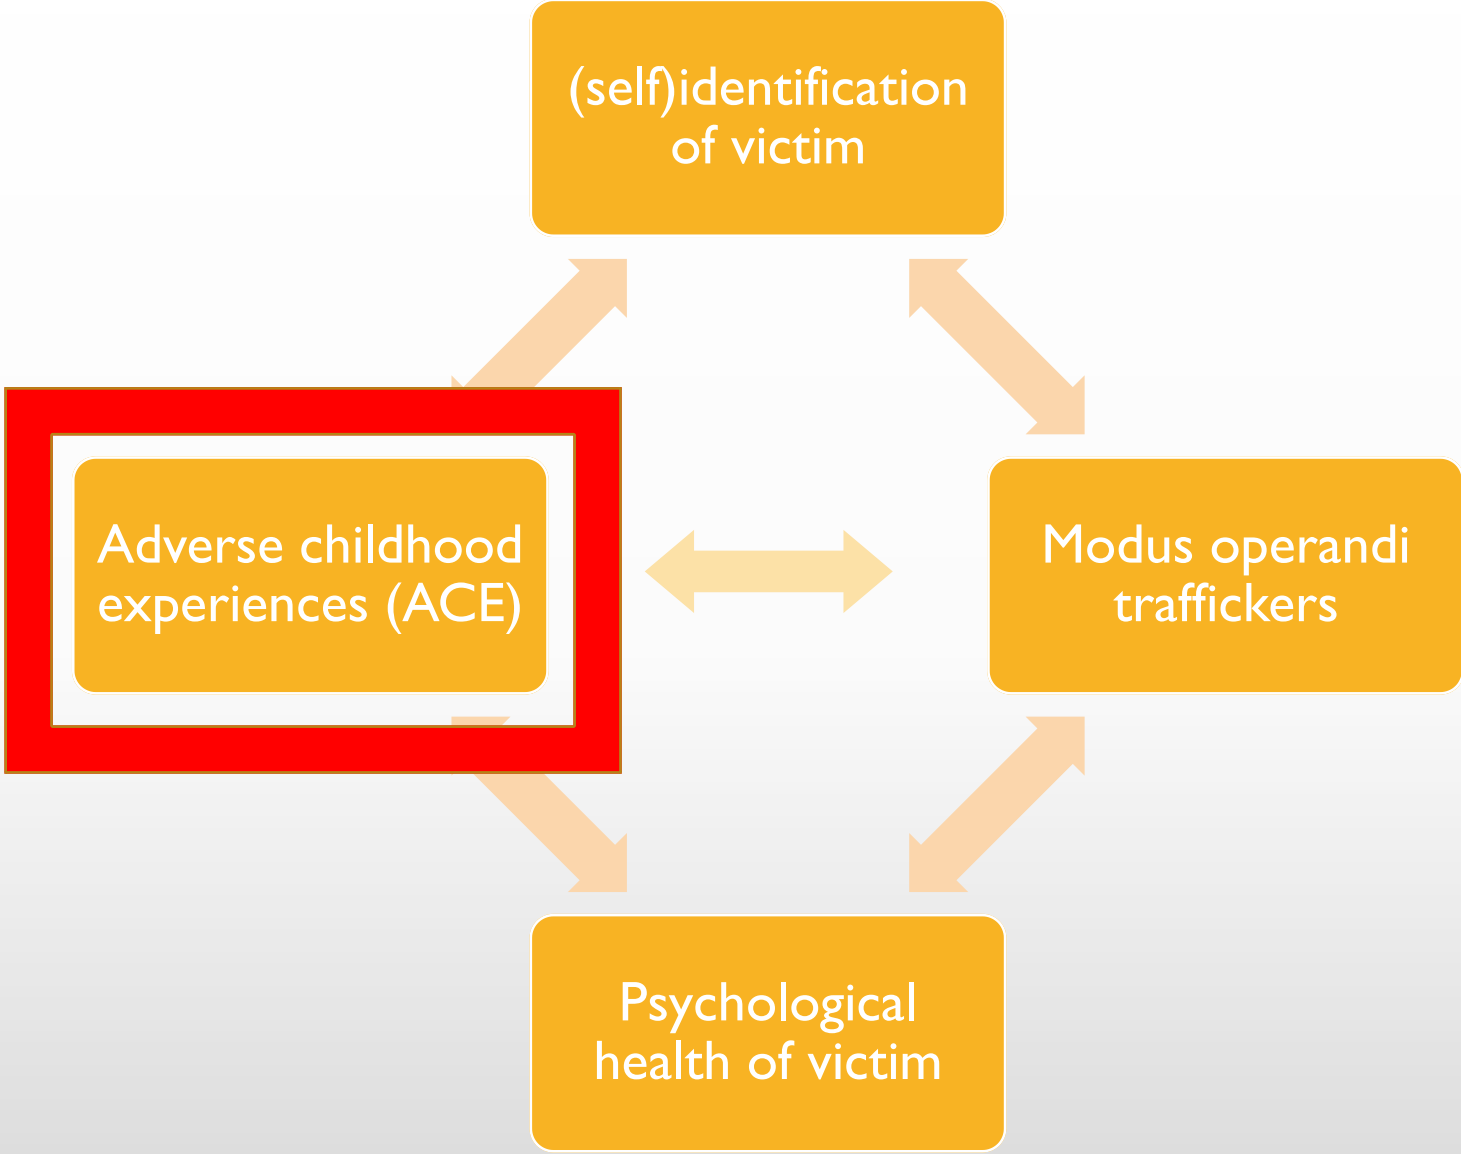 (self)identification
of victim
Adverse childhood
experiences (ACE)
Modus operandi
traffickers
Psychological
health of victim